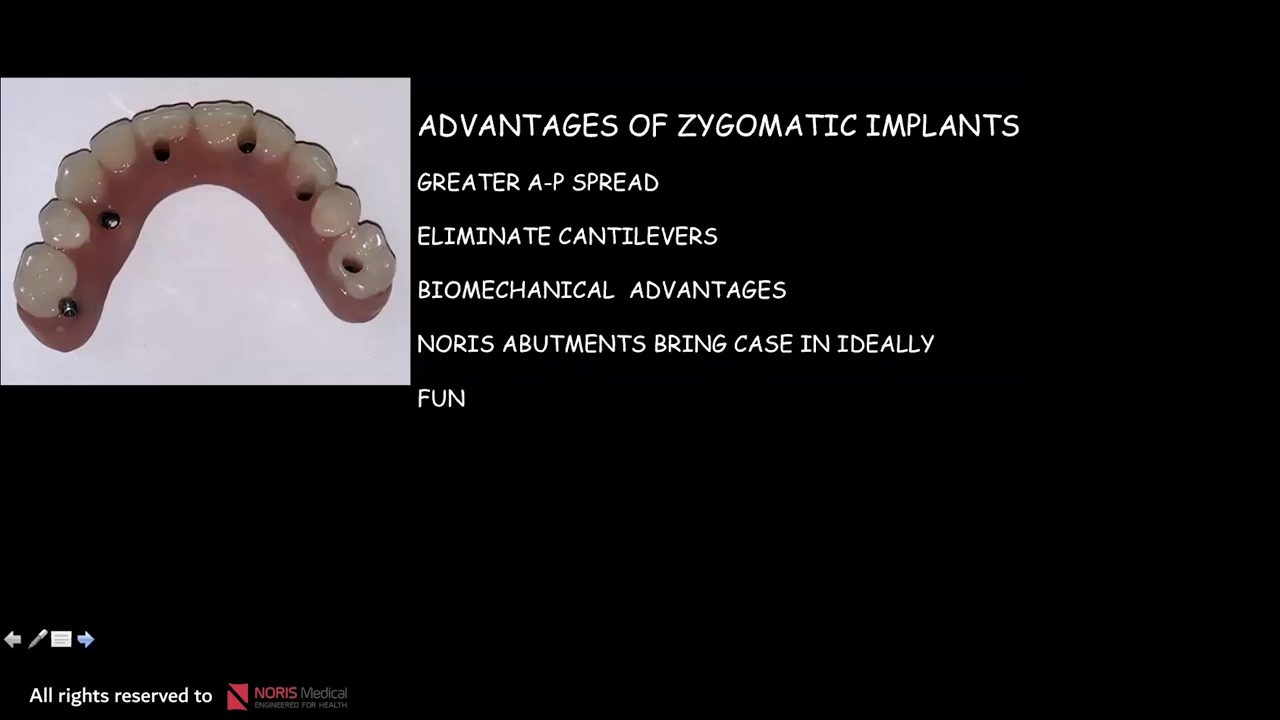 ADVANTAGES OF ZYGOMATIC IMPLANTS
GREATER A-P SPREAD
ELIMINATE CANTILEVERS
BIOMECHANICAL ADVANTAGES
NORIS ABUTMENTS BRING CASE IN IDEALLY
FUN
All rights reserved to
NORIS Medical
ENGINEERED FOR HEALTH